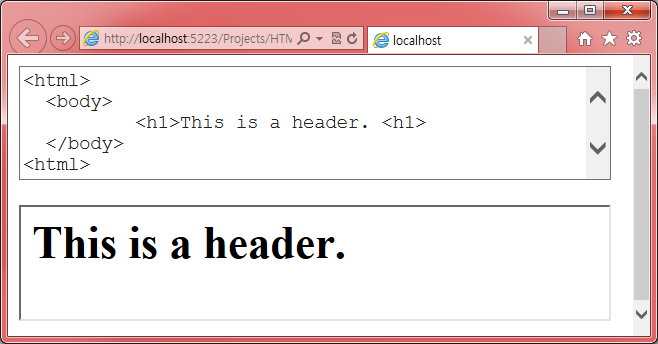 http://localhost:5223/Projects/HTM
localhost
<html>
<body>
<h1>This is a header. <h1>
</body>
<html>
This is a header.